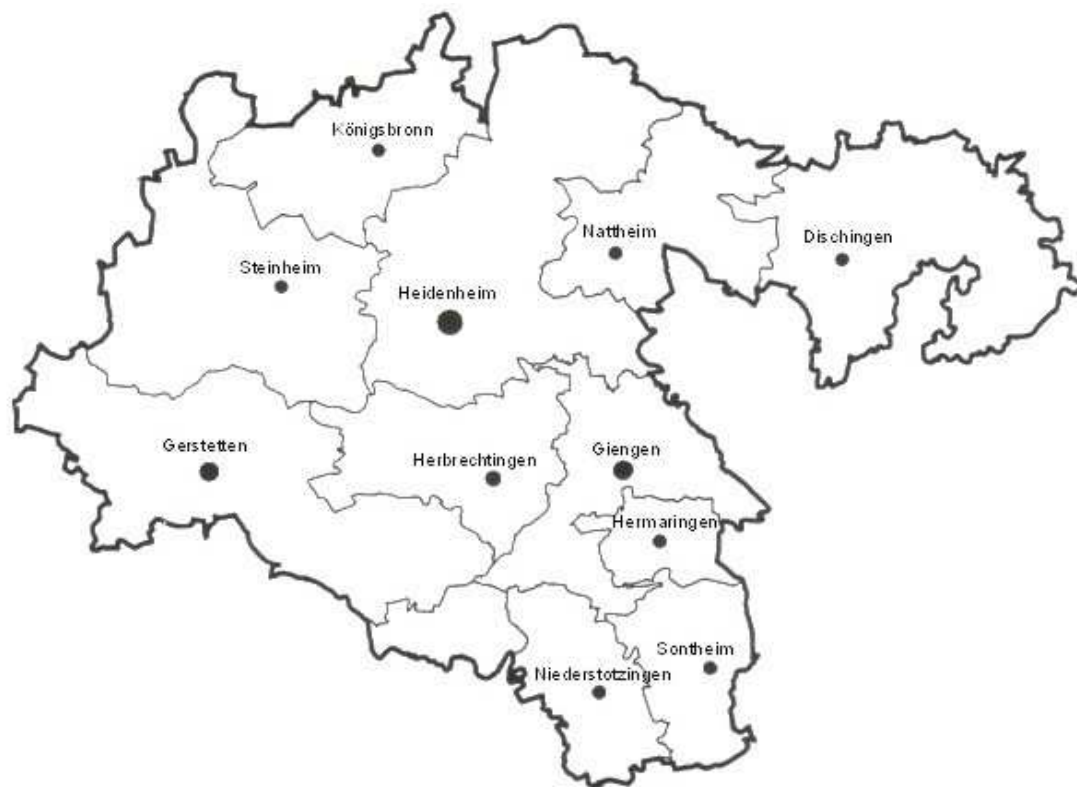 Königsbronn
Nattheim
Dischingen
Steinheim
Heidenheim
Gerstetten
Herbrechtingen
Giengen
Hermaringen
Sontheim
Niederstotzingen